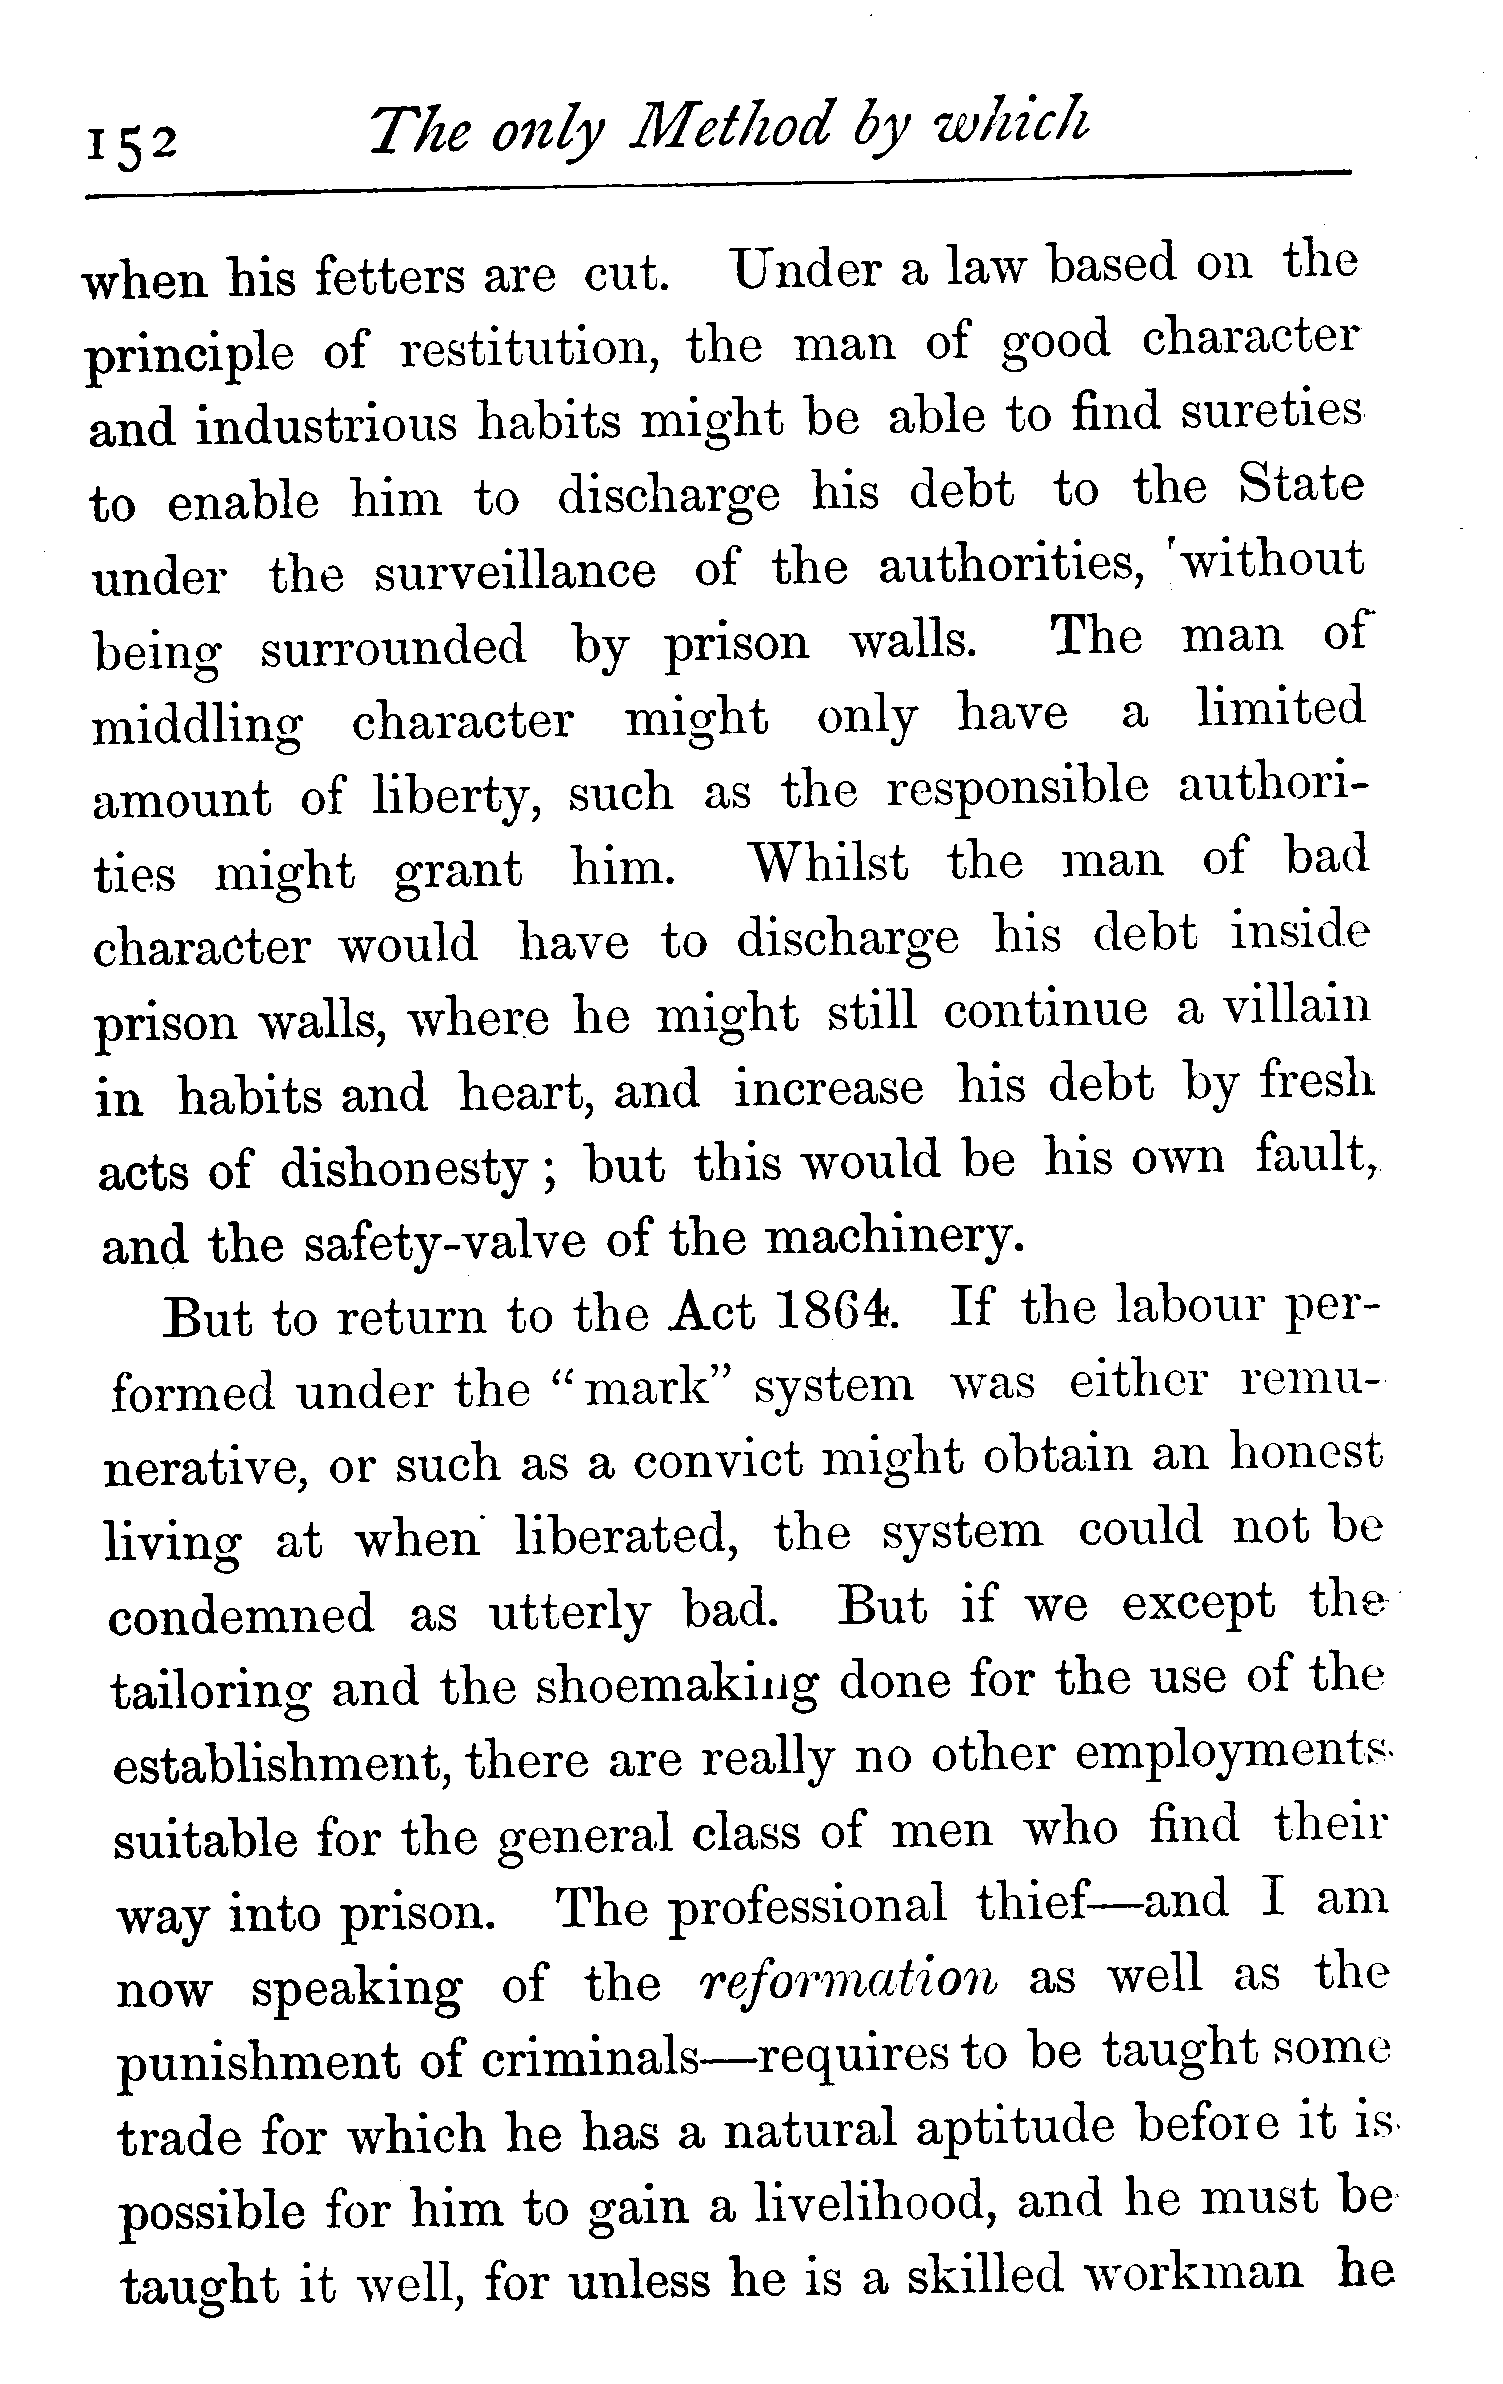 152 The only Method by which
when his fetters are cut. Under a law based on the
principle of restitution, the man of good character
and industrious habits might be able to find sureties
to enable him to discharge his debt to the State
under the surveillance of the authorities, without
being surrounded by prison walls. The man of
middling character might only have a limited
amount of liberty, such as the responsible authori-
ties might grant him. Whilst the man of bad
character would have to discharge his debt inside
prison walls, where he might still continue a villain
in habits and heart, and increase his debt by fresh
acts of dishonesty; but this would be his own fault,
and the safety-valve of the machinery.
But to return to the Act 1864. If the labour per-
formed under the "mark" system was either remu-
nerative, or such as a convict might obtain an honest
living at when liberated, the system could not be
condemned as utterly bad. But if we except the
tailoring and the shoemaking done for the use of the
establishment, there are really no other employments
suitable for the general class of men who find their
way into prison. The professional thief—and I am
now speaking of the reformation as well as the
punishment of criminals—requires to be taught some
trade for which he has a natural aptitude before it is
possible for him to gain a livelihood, and he must be
taught it well, for unless he is a skilled workman he